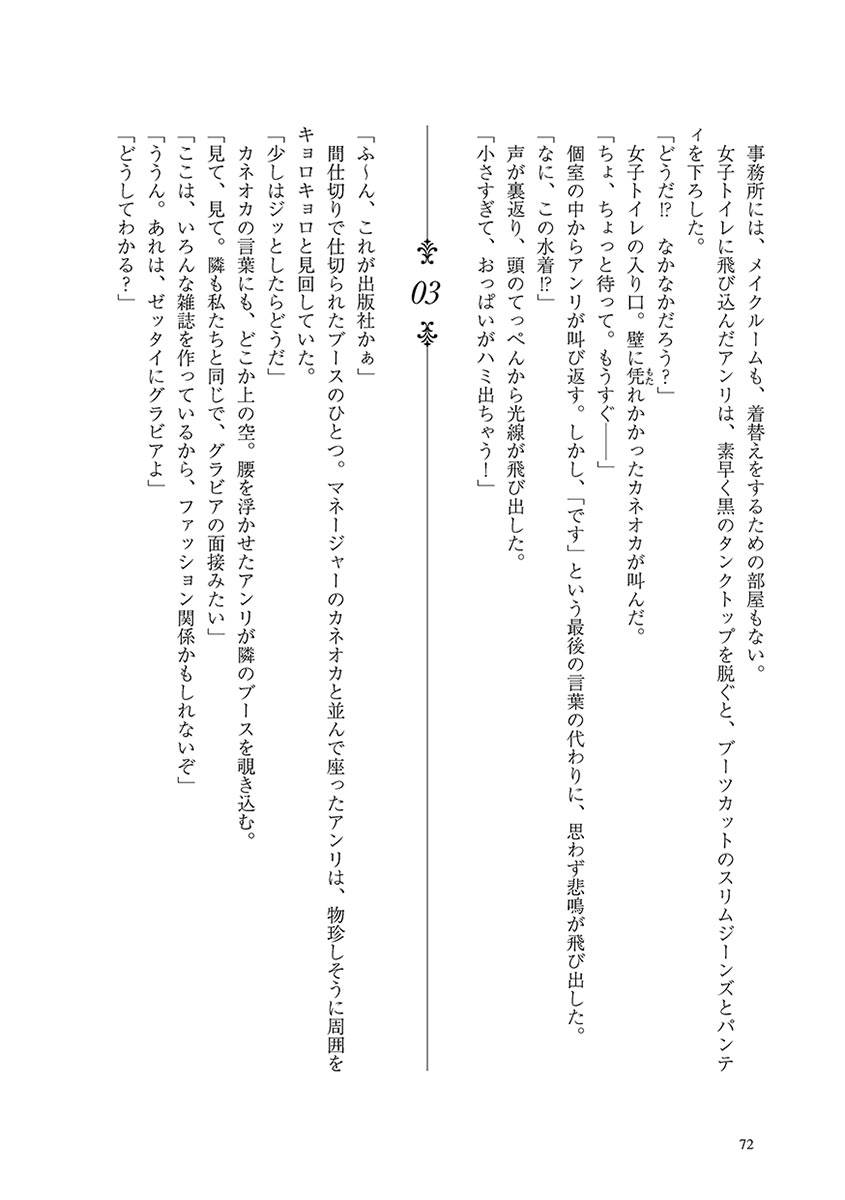 事務所には、メイクルームも、着替えをするための部屋もない。
女子トイレに飛び込んだアンリは、素早く黒のタンクトップを脱ぐと、ブーツカットのスリムジーンズとパンテ
ィを下ろした。
「どうだ⁉　なかなかだろう？」
女子トイレの入り口。壁に凭れかかったカネオカが叫んだ。
もた
「ちょ、ちょっと待って。もうすぐ――」
個室の中からアンリが叫び返す。しかし、「です」という最後の言葉の代わりに、思わず悲鳴が飛び出した。
「なに、この水着⁉」
声が裏返り、頭のてっぺんから光線が飛び出した。
「小さすぎて、おっぱいがハミ出ちゃう！」
03
「ふ～ん、これが出版社かぁ」
間仕切りで仕切られたブースのひとつ。マネージャーのカネオカと並んで座ったアンリは、物珍しそうに周囲を
キョロキョロと見回していた。
「少しはジッとしたらどうだ」
カネオカの言葉にも、どこか上の空。腰を浮かせたアンリが隣のブースを覗き込む。
「見て、見て。隣も私たちと同じで、グラビアの面接みたい」
「ここは、いろんな雑誌を作っているから、ファッション関係かもしれないぞ」
「ううん。あれは、ゼッタイにグラビアよ」
「どうしてわかる？」
72